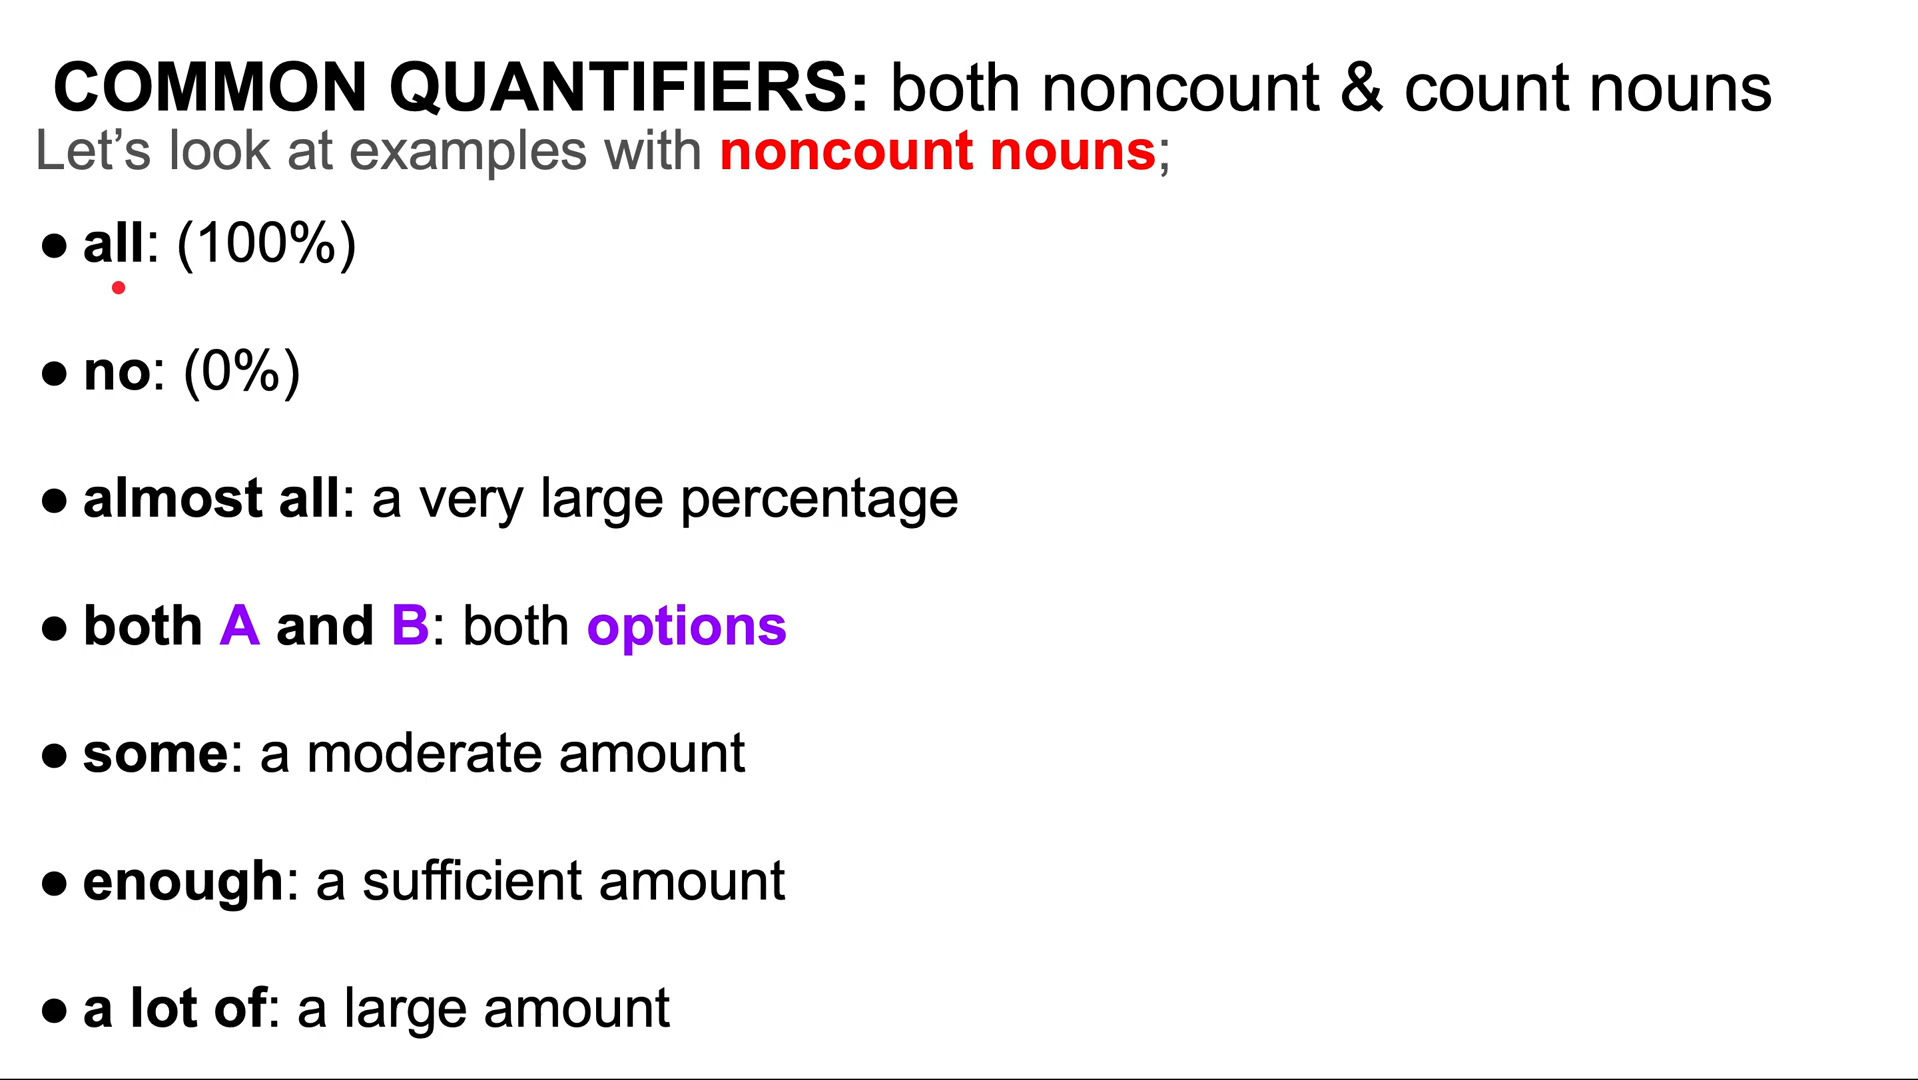 COMMON QUANTIFIERS: both noncount & count nouns
Let’s look at examples with noncount nouns;
● all: (100%)
● no: (0%)
● almost all: a very large percentage
● both A and B: both options
● some: a moderate amount
● enough: a sufficient amount
● a lot of: a large amount